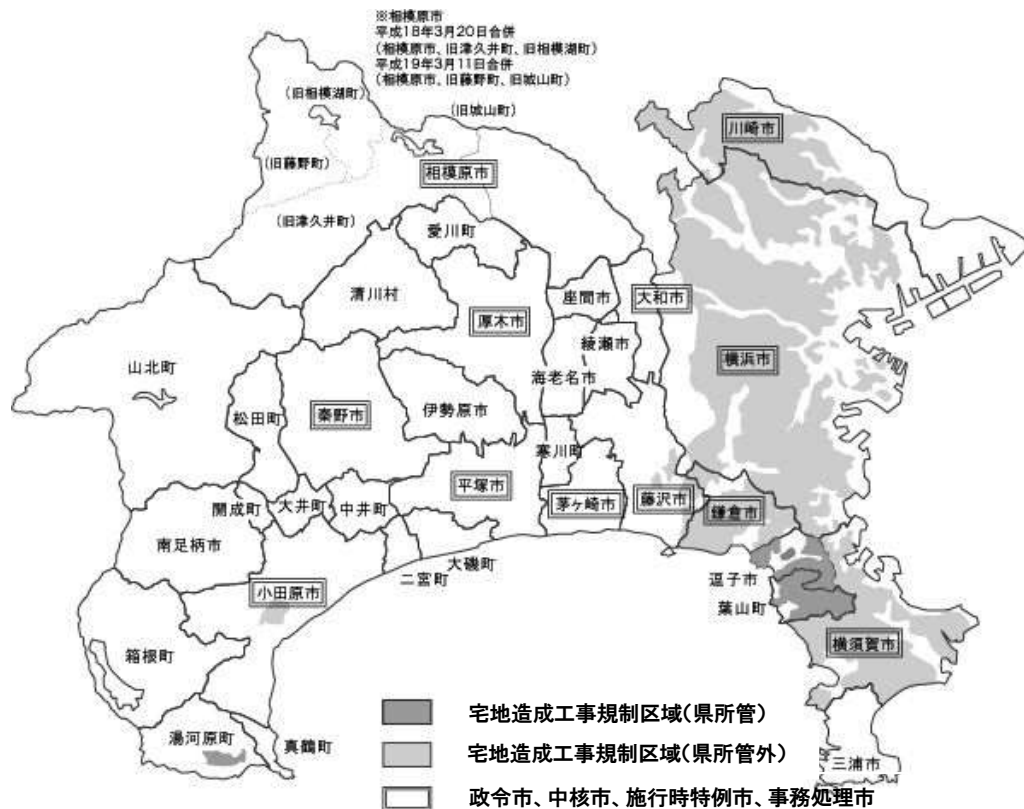 ※相模原市
平成18年3月20日合併
(相模原市、旧津久井町、旧相模湖町)
平成19年3月11日合併
(相模原市、旧藤野町、旧城山町)
(旧相模湖町)
(旧城山町)
川崎市
(旧藤野町)
相模原市
(旧津久井町)
愛川町
清川村
座間市
大和市
厚木市
綾瀬市
横浜市
山北町
海老名市
松田町
秦野市
伊勢原市
寒川町
平塚市
開成町
大井町
中井町
茅ヶ崎市
藤沢市
鎌倉市
南足柄市
大磯町
二宮町
逗子市
小田原市
葉山町
横須賀市
箱根町
湯河原町
真鶴町
三浦市
宅地造成工事規制区域(県所管)
宅地造成工事規制区域(県所管外)
政令市、中核市、施行時特例市、事務処理市